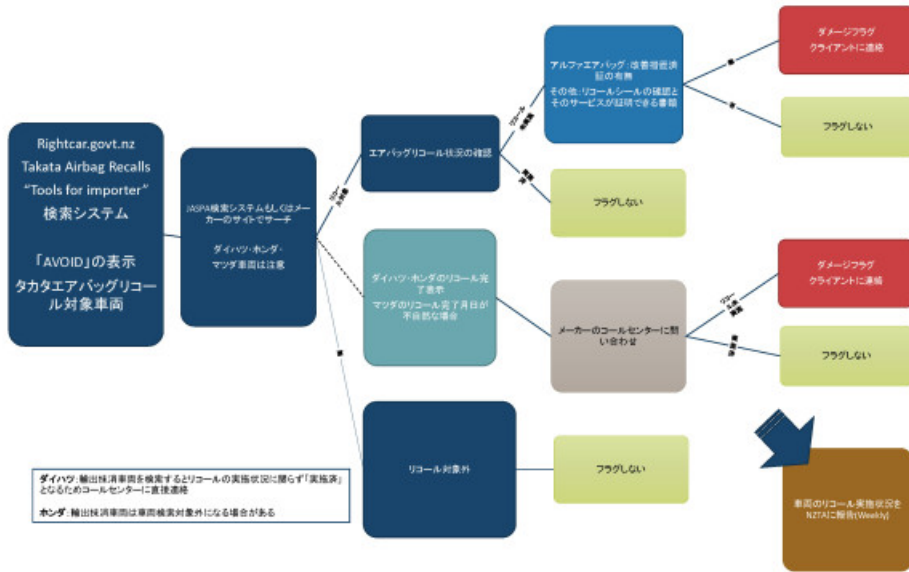 Rightcar.govt.nz
Takata Airbag Recalls
“Tools for importer”
検索システム
「AVOID」の表示
タカタエアバッグリコー
ル対象車両
JASPA検索システムもしくはメー
カーのサイトでサーチ
ダイハツ・ホンダ・
マツダ車両は注意
エアバッグリコール状況の確認
アルファエアバッグ:改善措置済
証の有無
その他:リコールシールの確認と
そのサービスが証明できる書類
ダメージフラグ
クライアントに連絡
フラグしない
フラグしない
ダイハツ・ホンダのリコール完
了表示
マツダのリコール完了月日が
不自然な場合
メーカーのコールセンターに問
い合わせ
ダメージフラグ
クライアントに連絡
フラグしない
リコール対象外
フラグしない
車両のリコール実施状況を
NZTAに報告(Weekly)
ダイハツ:輸出抹消車両を検索するとリコールの実施状況に関らず「実施済」
となるためコールセンターに直接連絡
ホンダ:輸出抹消車両は車両検索対象外になる場合がある